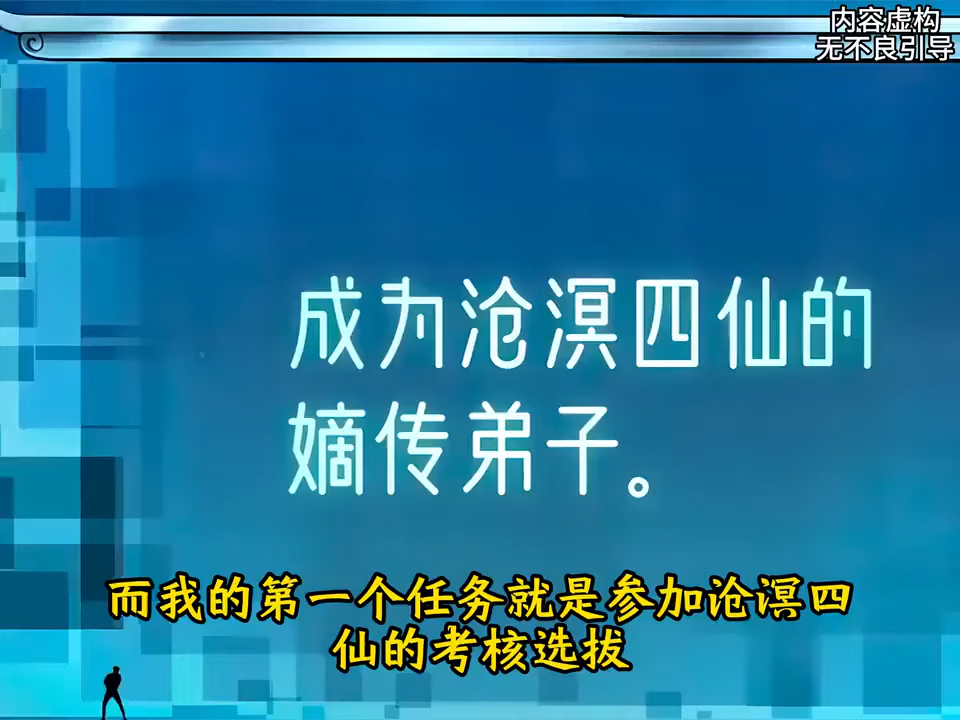 内容虚构
无不良引导
成为沧溟四仙的
嫡传弟子。
而我的第一个任务就是参加沧溟四
仙的考核选拔